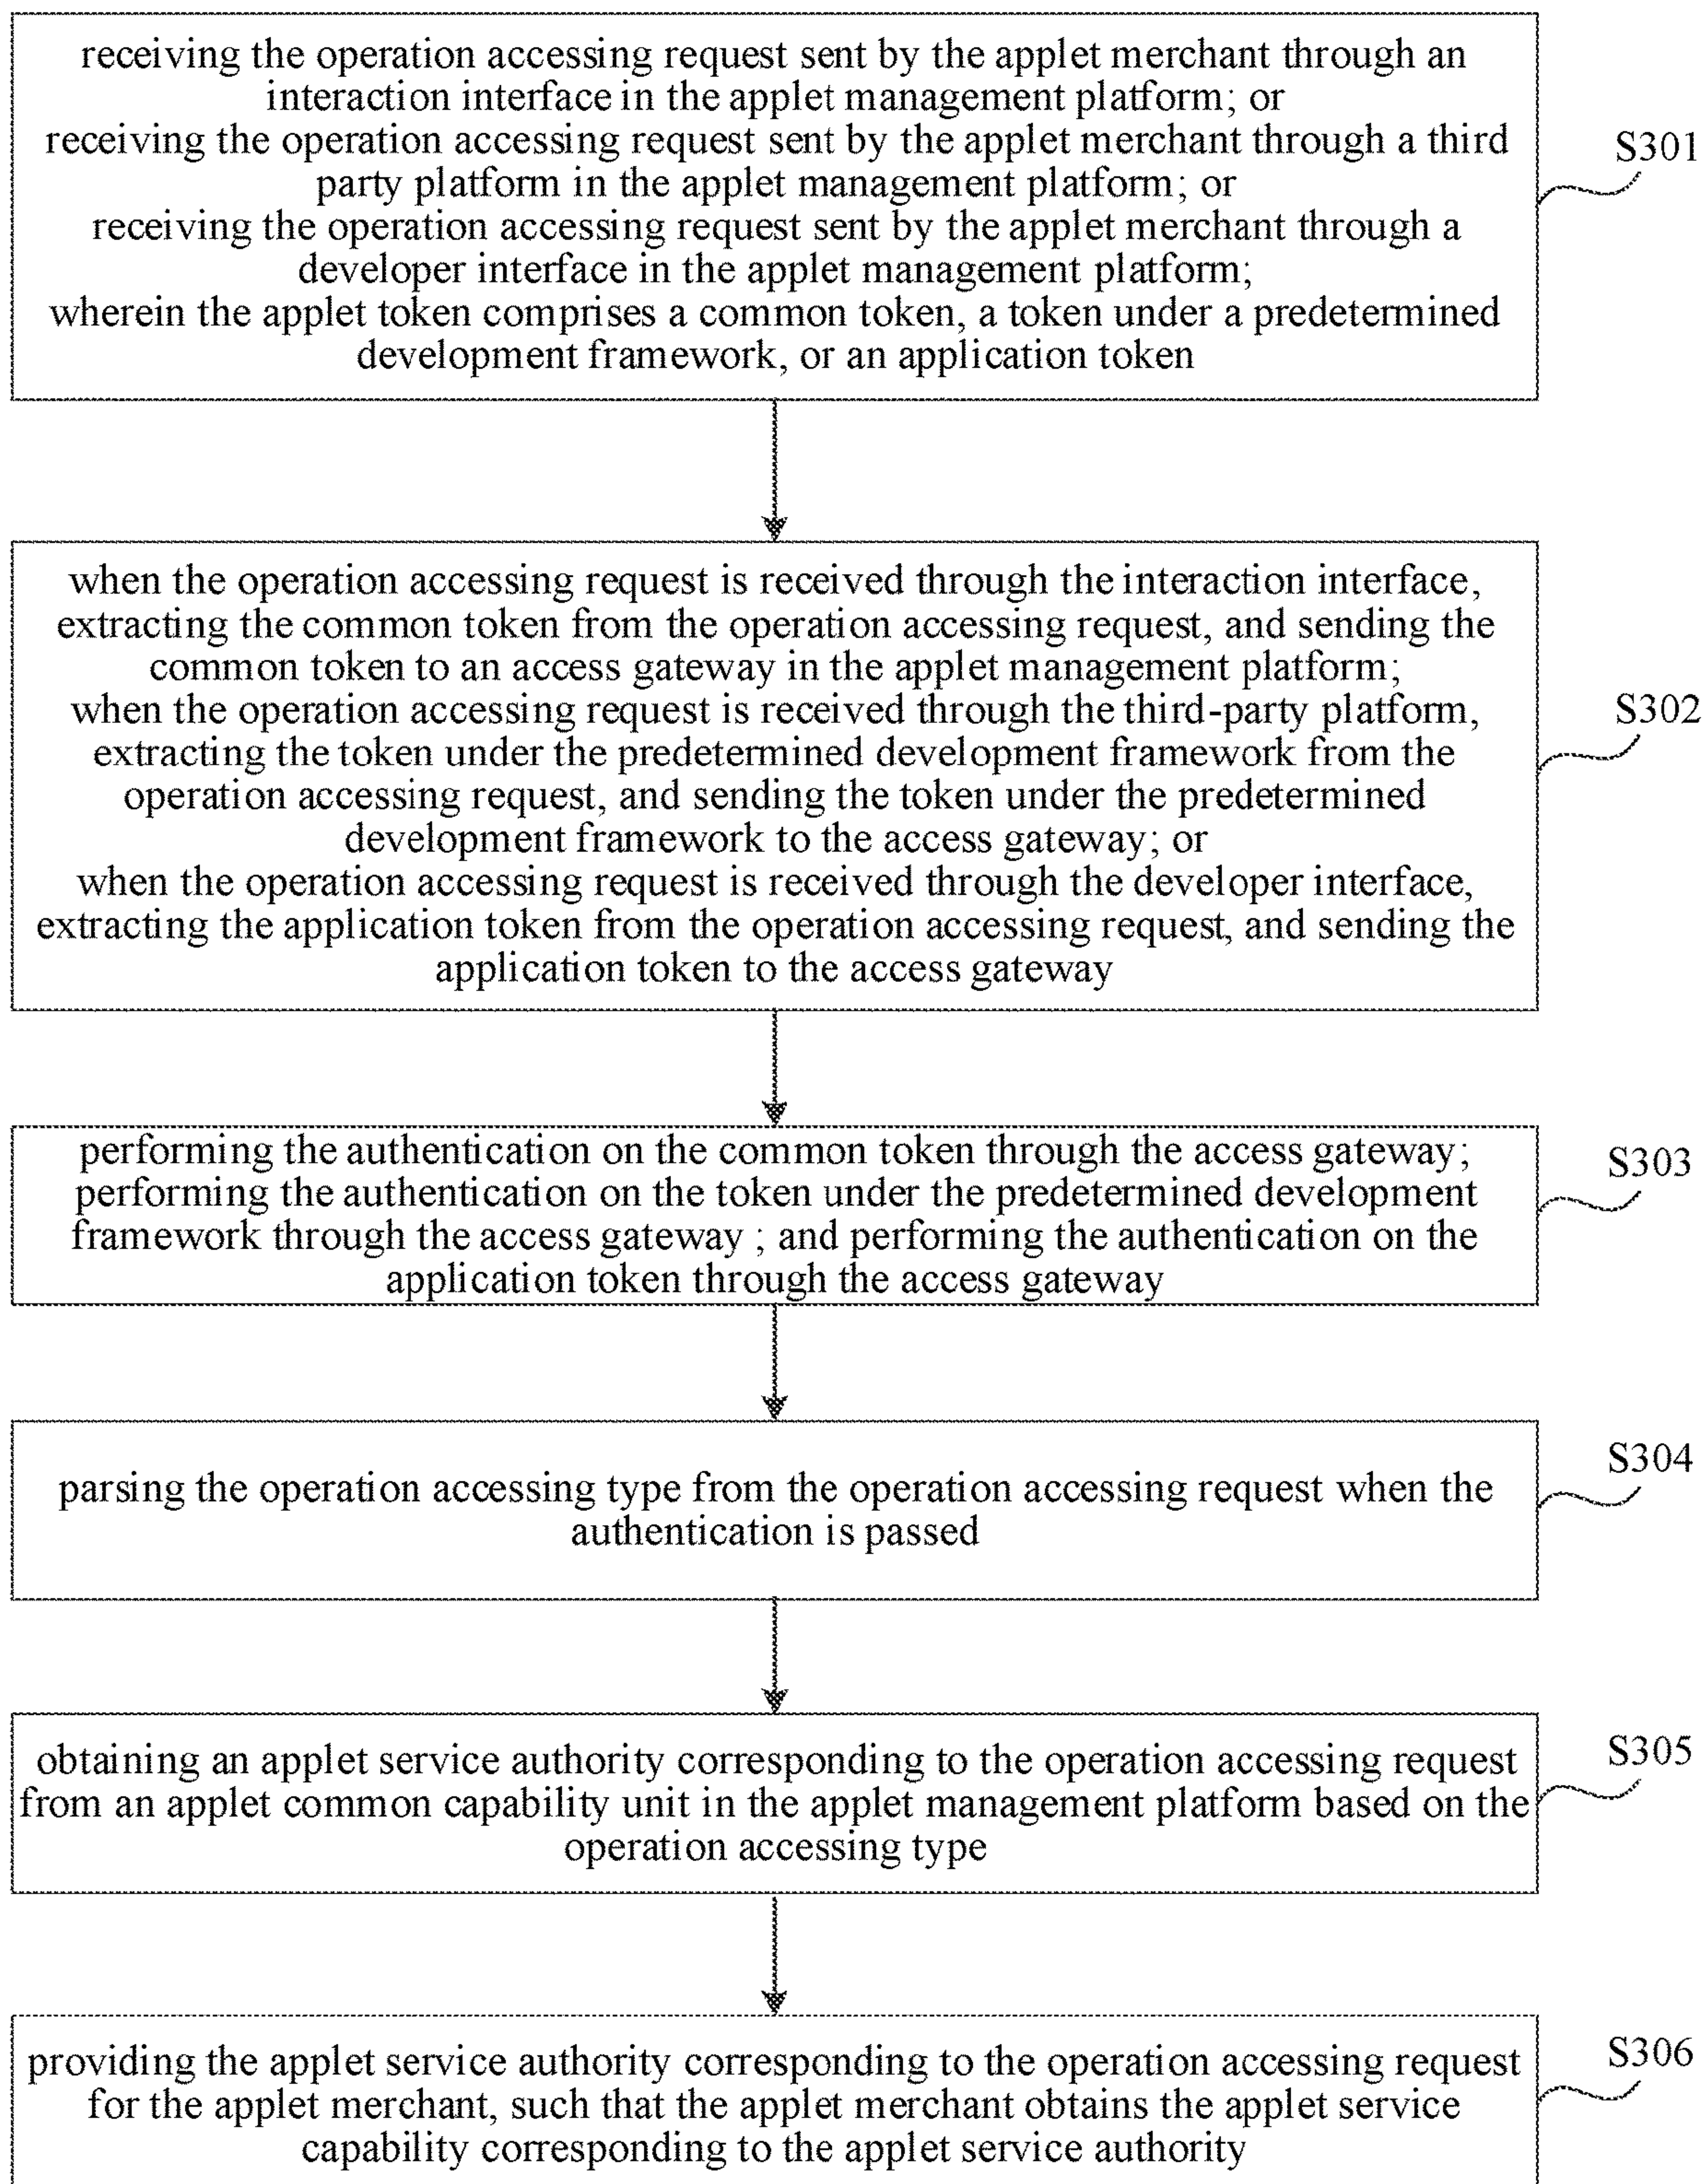 receiving the operation accessing request sent by the applet merchant through an
interaction interface in the applet management platform; or
receiving the operation accessing request sent by the applet merchant through a third
party platform in the applet management platform; or
receiving the operation accessing request sent by the applet merchant through a
developer interface in the applet management platform;
wherein the applet token comprises a common token, a token under a predetermined
development framework, or an application token
S301
when the operation accessing request is received through the interaction interface,
extracting the common token from the operation accessing request, and sending the
common token to an access gateway in the applet management platform;
when the operation accessing request is received through the third-party platform,
extracting the token under the predetermined development framework from the
operation accessing request, and sending the token under the predetermined
development framework to the access gateway; or
when the operation accessing request is received through the developer interface,
extracting the application token from the operation accessing request, and sending the
application token to the access gateway
S302
performing the authentication on the common token through the access gateway;
performing the authentication on the token under the predetermined development
framework through the access gateway ; and performing the authentication on the
application token through the access gateway
S303
parsing the operation accessing type from the operation accessing request when the
authentication is passed
S304
obtaining an applet service authority corresponding to the operation accessing request
from an applet common capability unit in the applet management platform based on the
operation accessing type
S305
providing the applet service authority corresponding to the operation accessing request
for the applet merchant, such that the applet merchant obtains the applet service
capability corresponding to the applet service authority
S306